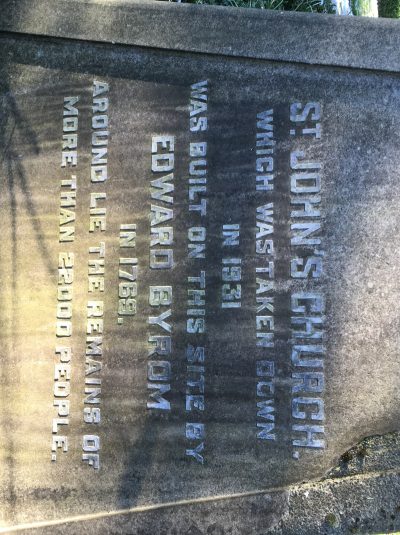 ST. JOHN'S CHURCH.
WHICH WAS TAKEN DOWN
IN 1931
WAS BUILT ON THIS SITE BY
EDWARD BYROM.
IN 1769.
AROUND LIE THE REMAINS OF
MORE THAN 22000 PEOPLE.